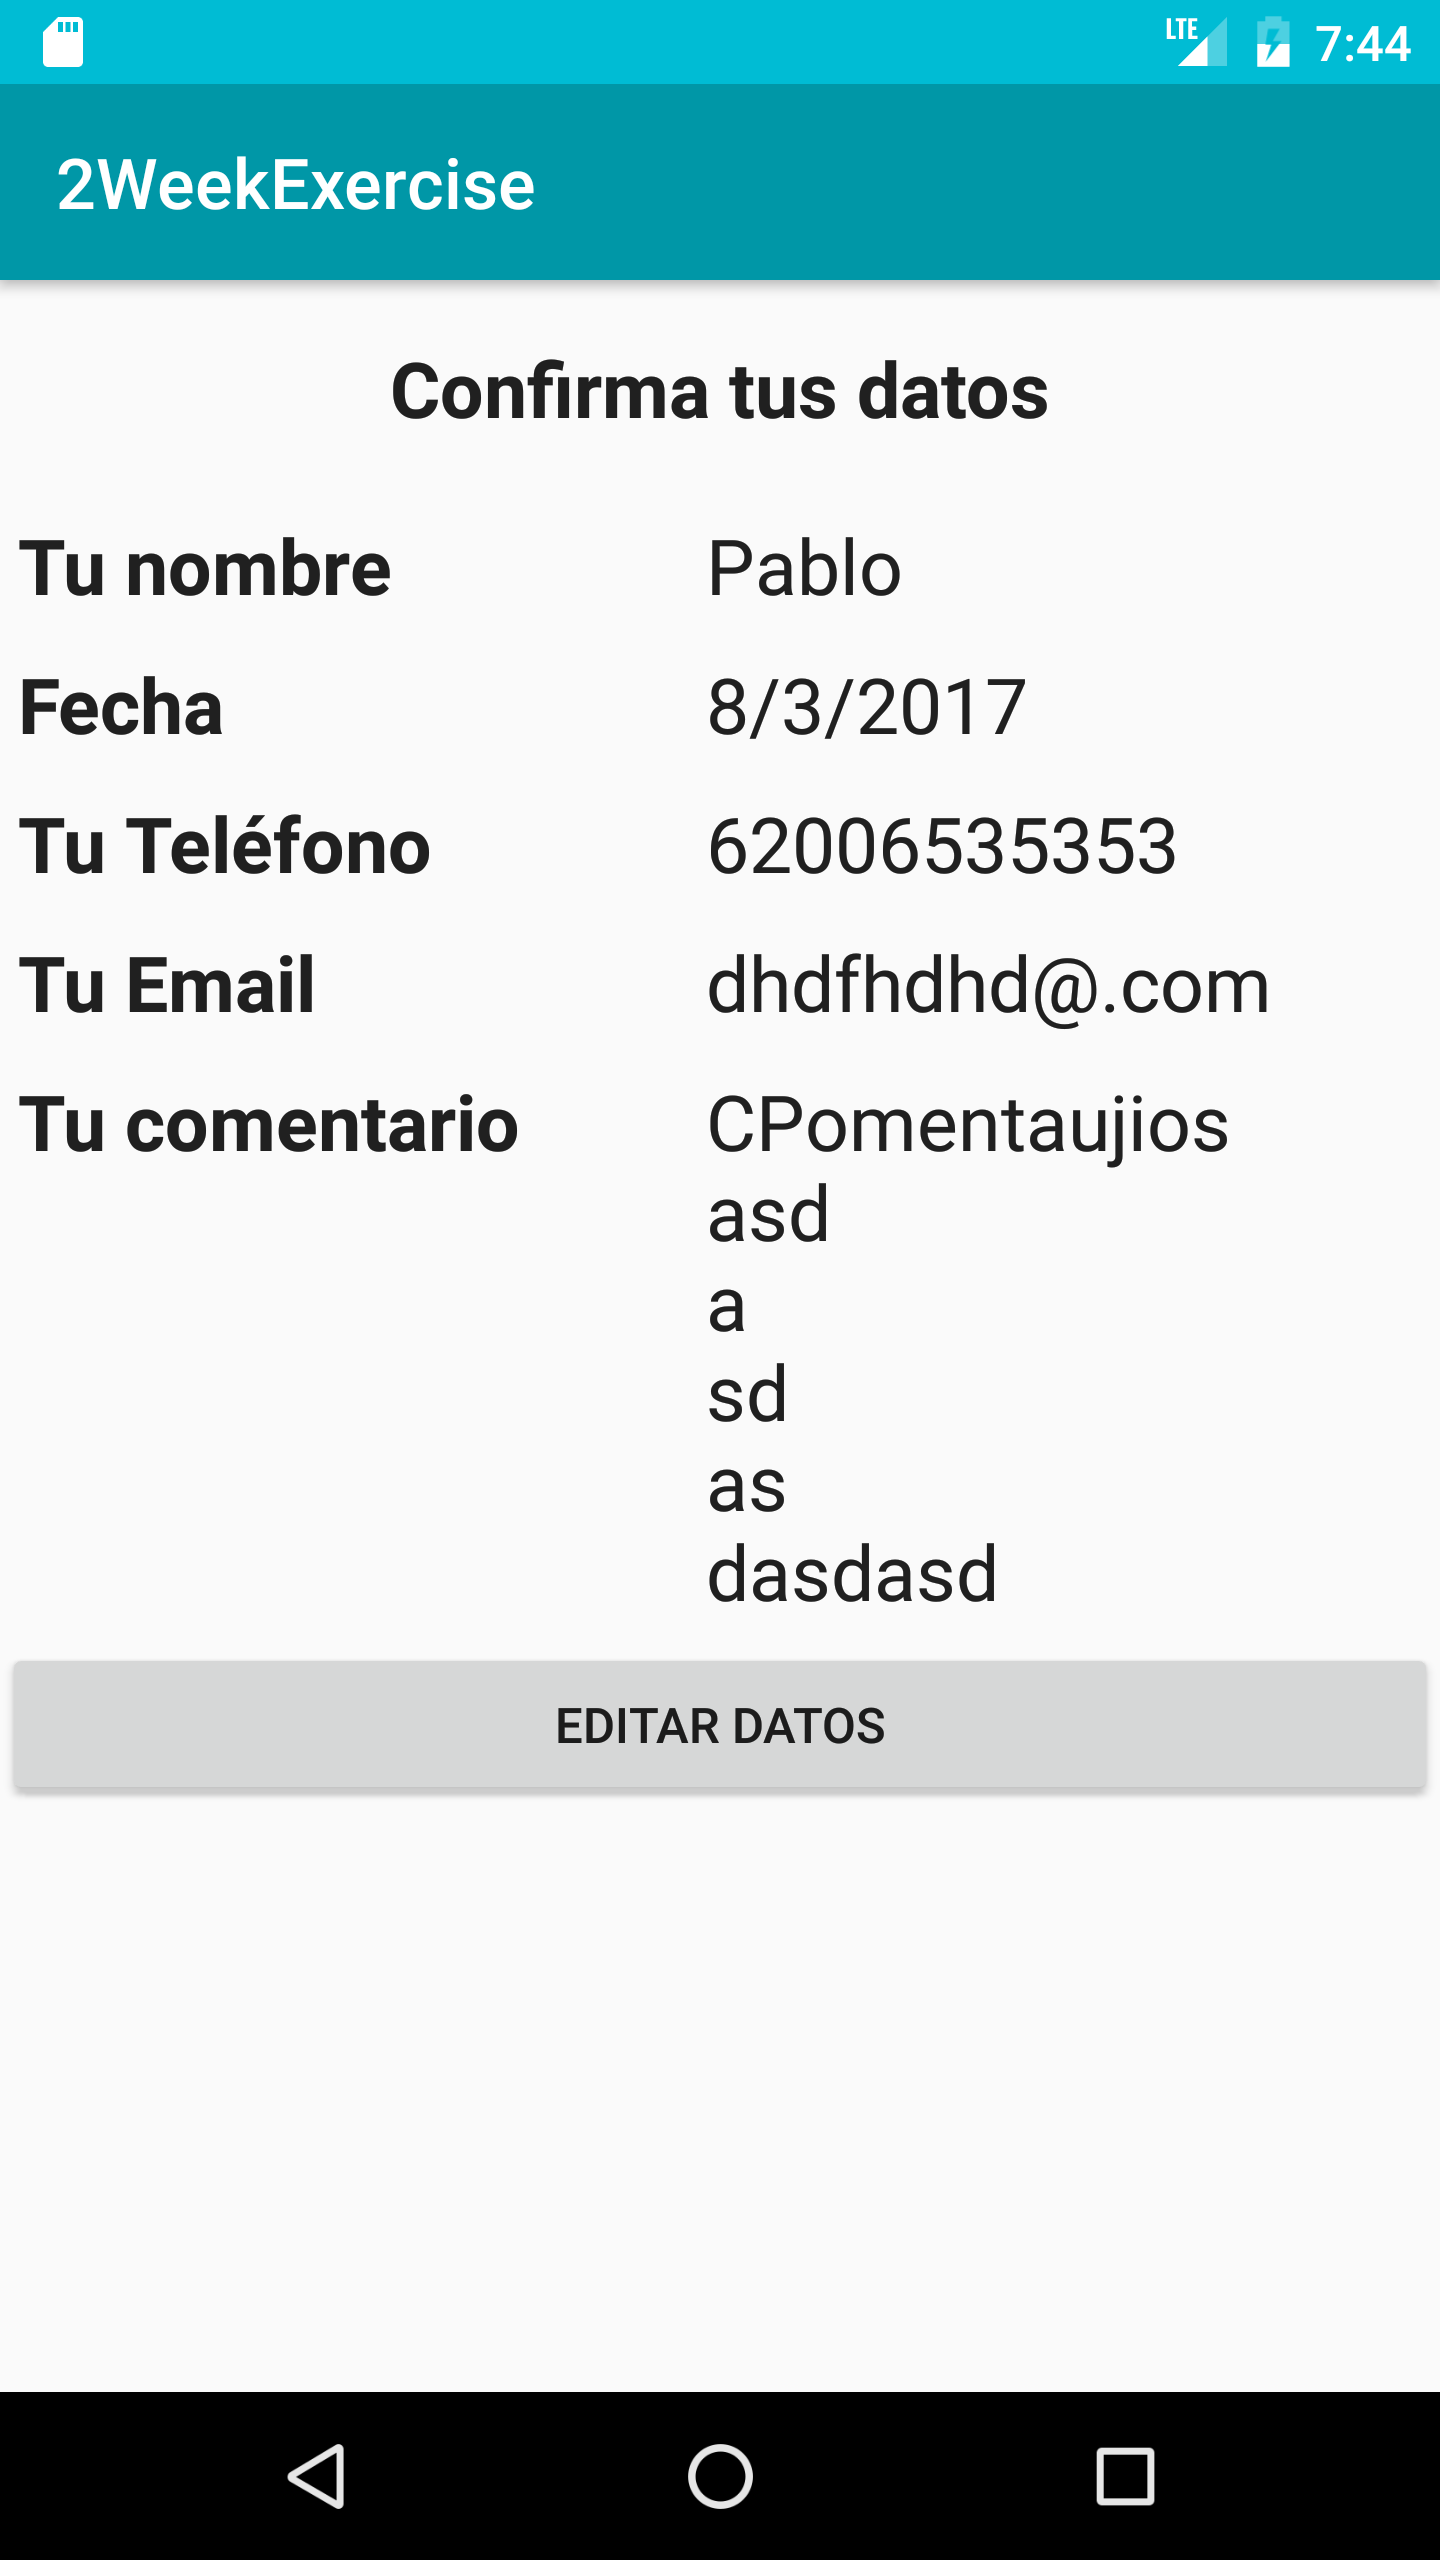 LTE 7:44
2WeekExercise
Confirma tus datos
Tu nombre Pablo
Fecha 8/3/2017
Tu Teléfono 62006535353
Tu Email dhdfhdhd@.com
Tu comentario CPomentaujios
asd
a
sd
as
dasdasd
EDITAR DATOS